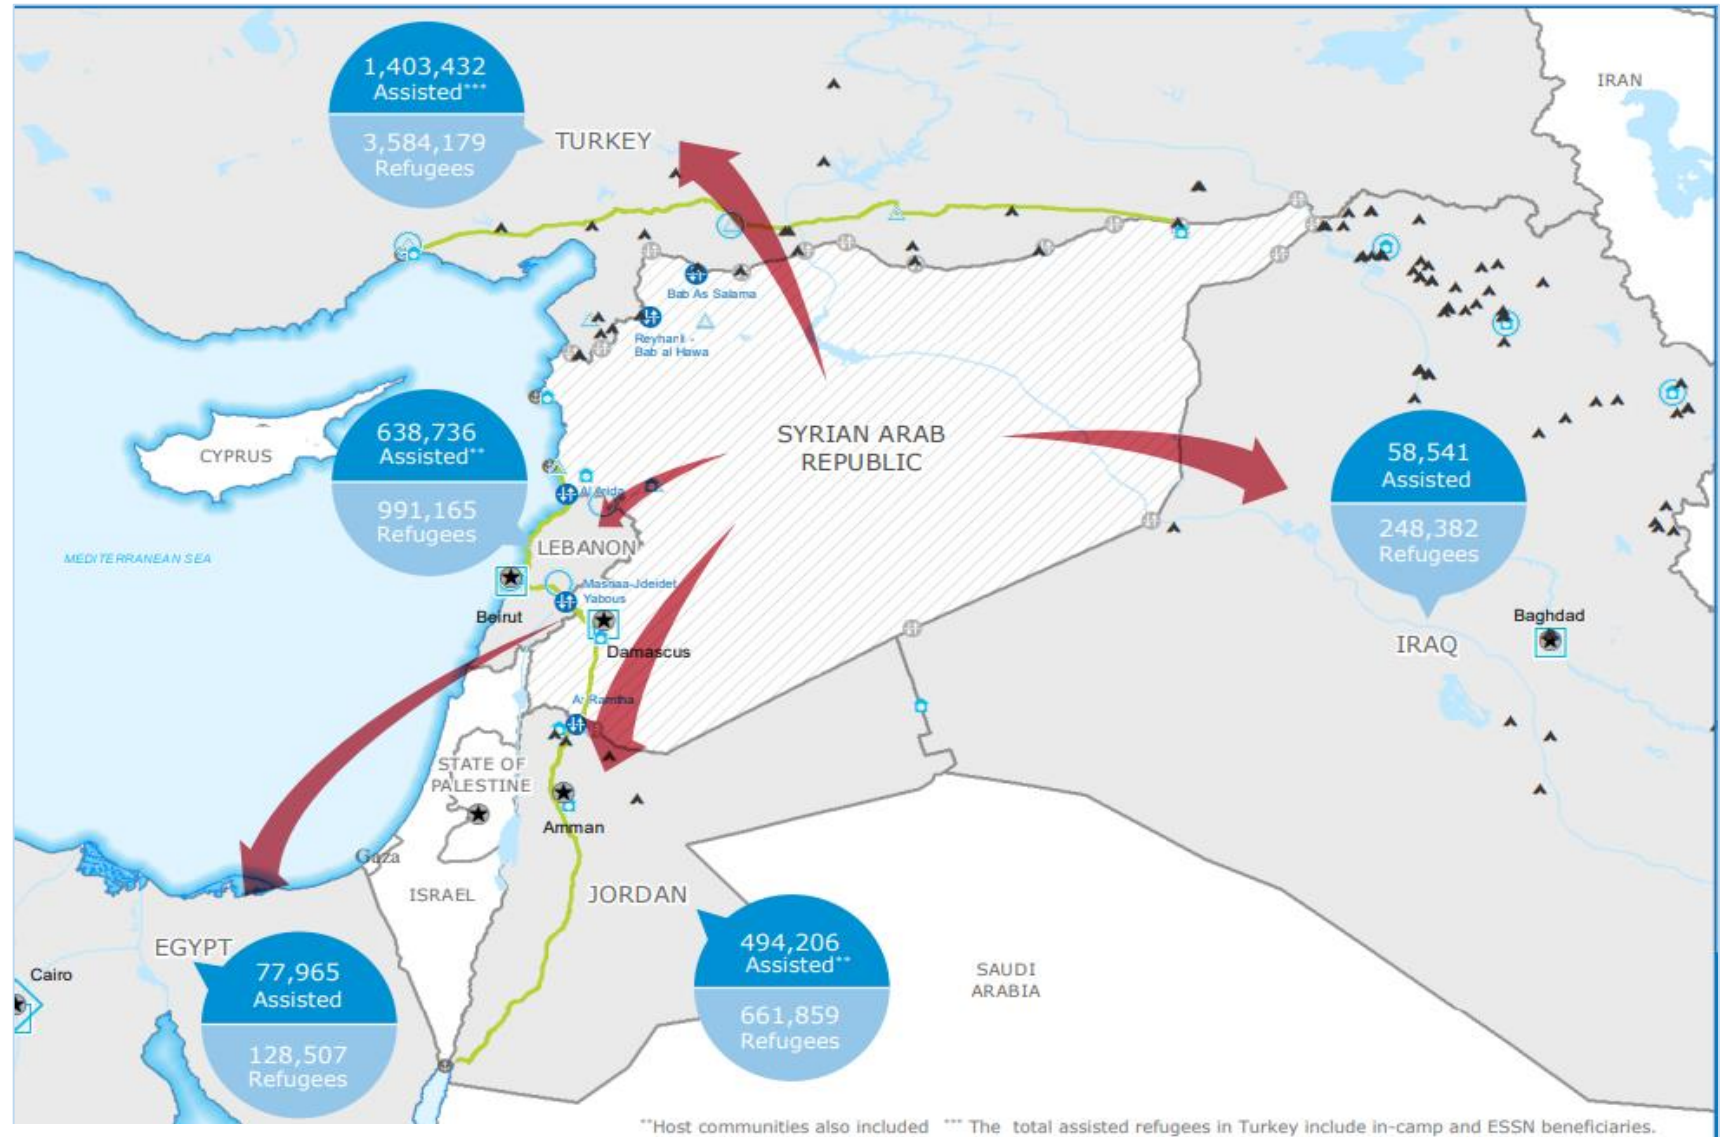 1,403,432
Assisted***
3,584,179
Refugees
TURKEY
IRAN
Bab As Salama
Reyhanli -
Bab al Hawa
CYPRUS
638,736
Assisted**
991,165
Refugees
SYRIAN ARAB
REPUBLIC
58,541
Assisted
248,382
Refugees
Al Arida
LEBANON
MEDITERRANEAN SEA
Masnaa-Jdeidet
Yabous
Beirut
Damascus
Baghdad
IRAQ
Ar Ramtha
STATE OF
PALESTINE
Amman
Gaza
ISRAEL
JORDAN
EGYPT
Cairo
77,965
Assisted
128,507
Refugees
494,206
Assisted**
661,859
Refugees
SAUDI
ARABIA
**Host communities also included *** The total assisted refugees in Turkey include in-camp and ESSN beneficiaries.